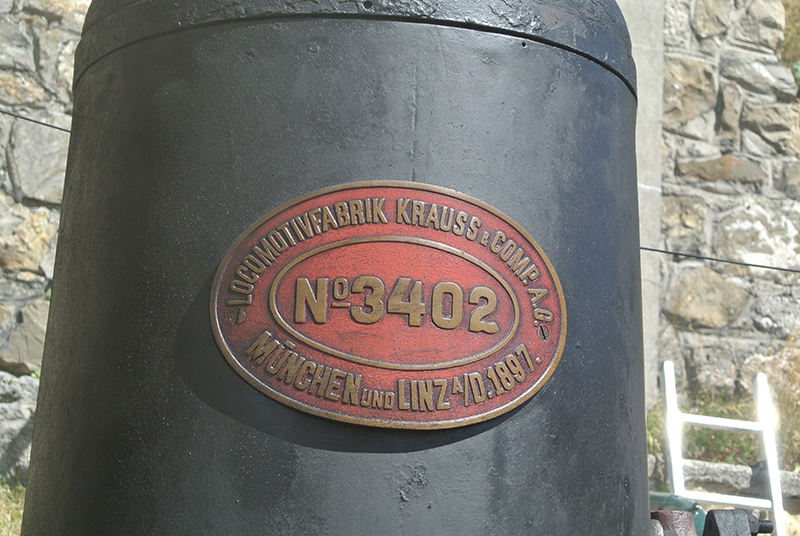 LOCOMOTIVFABRIK KRAUSS & COMP. A.G.
Nº 3402
MÜNCHEN UND LINZ A/D. 1897.